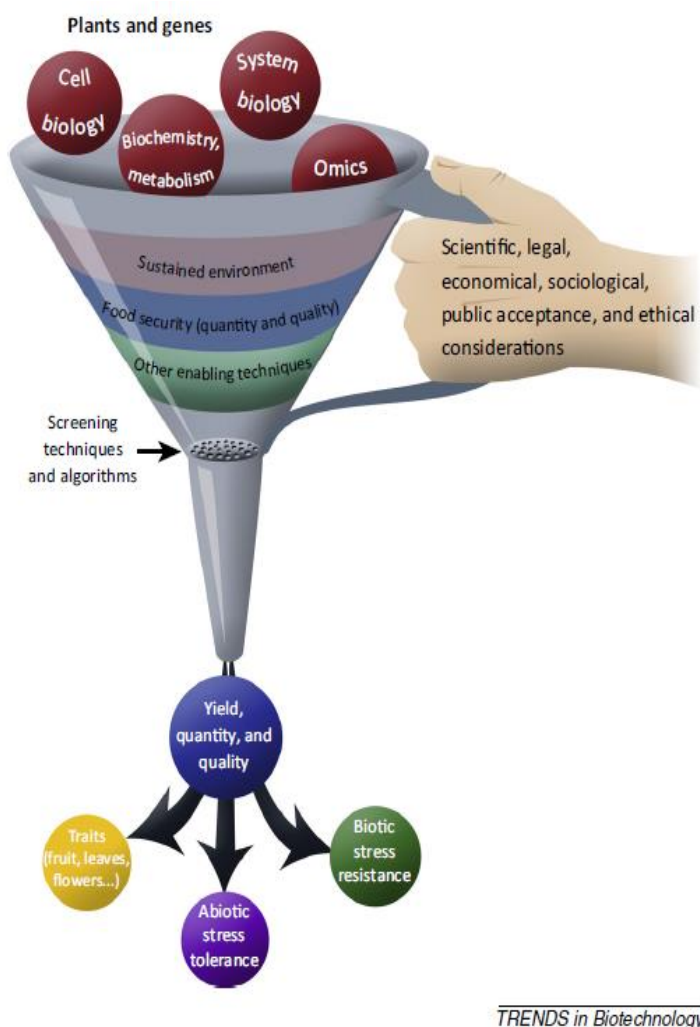 Plants and genes
Cell
biology
System
biology
Biochemistry,
metabolism
Omics
Sustained environment
Food security (quantity and quality)
Other enabling techniques
Scientific, legal,
economical, sociological,
public acceptance, and ethical
considerations
Screening
techniques
and algorithms
Yield,
quantity, and
quality
Traits
(fruit, leaves,
flowers...)
Biotic
stress
resistance
Abiotic
stress
tolerance
TRENDS in Biotechnology